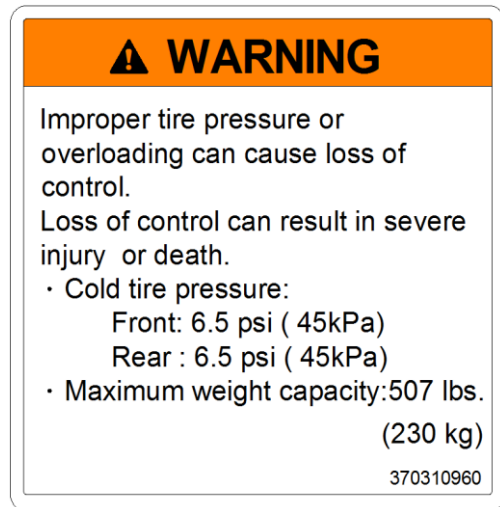 ⚠ WARNING
Improper tire pressure or
overloading can cause loss of
control.
Loss of control can result in severe
injury or death.
· Cold tire pressure:
Front: 6.5 psi ( 45kPa)
Rear : 6.5 psi ( 45kPa)
· Maximum weight capacity:507 lbs.
(230 kg)
370310960